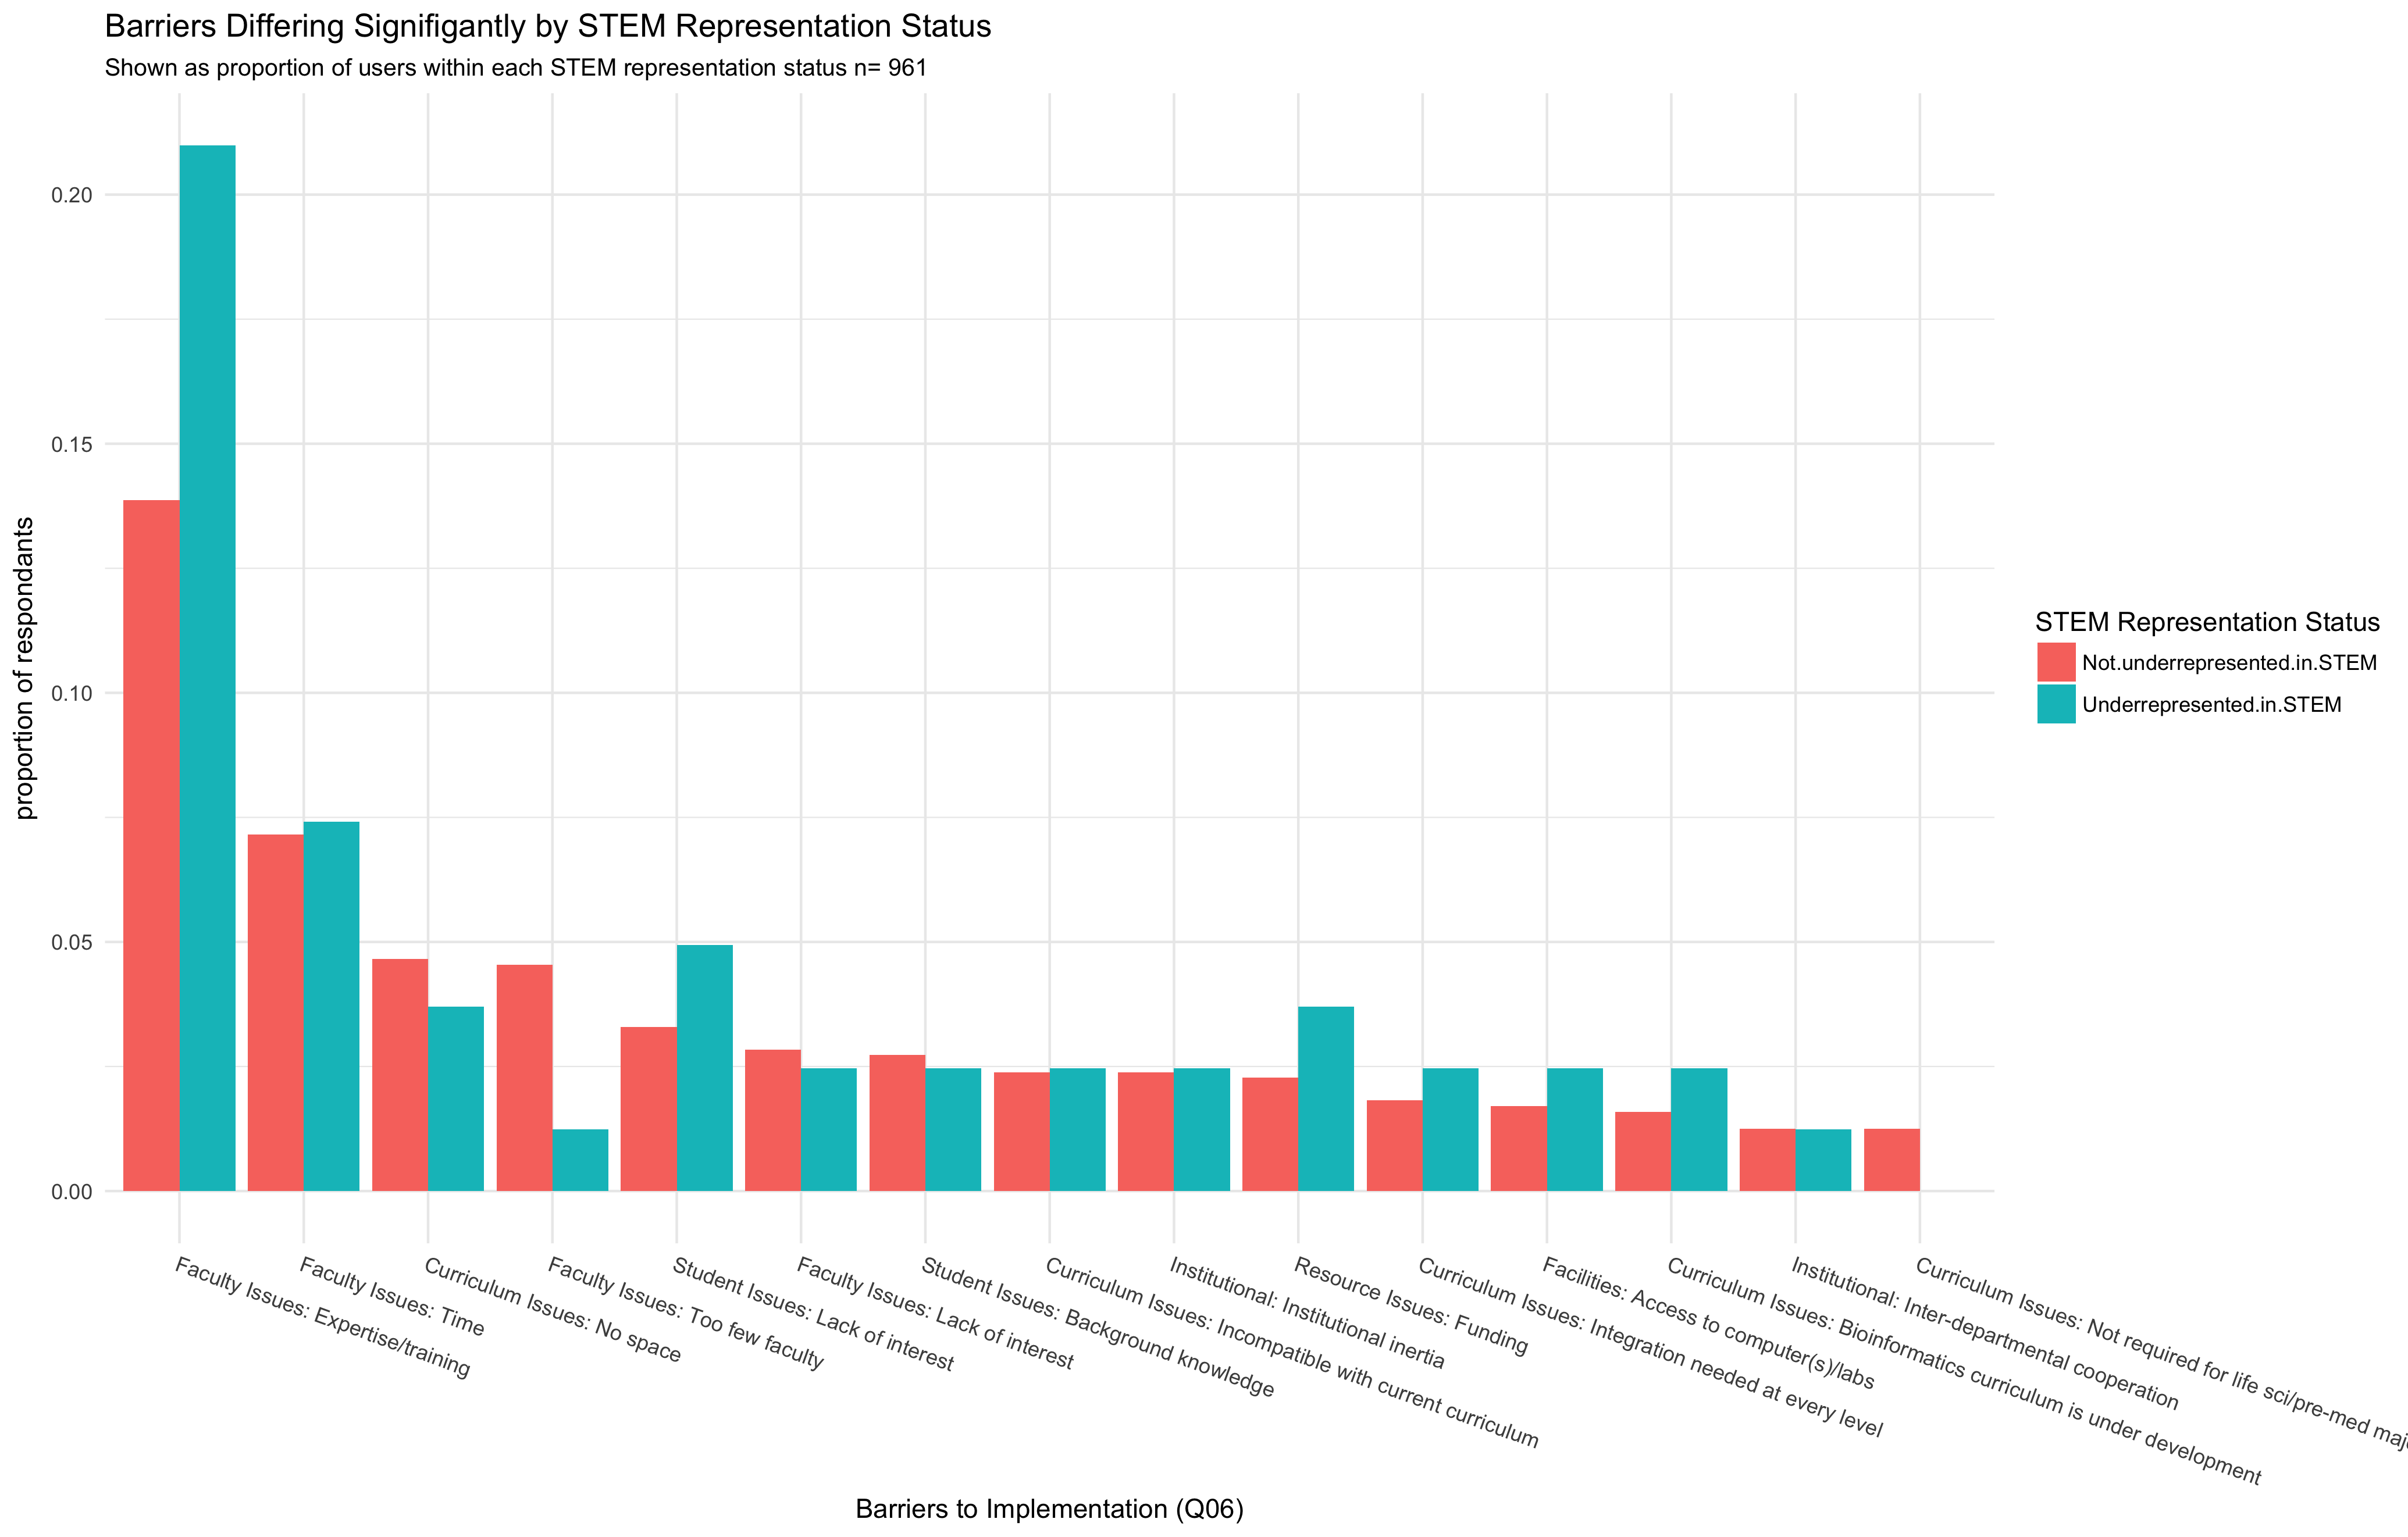 Barriers Differing Signifigantly by STEM Representation Status
Shown as proportion of users within each STEM representation status n= 961
proportion of respondants
0.20
0.15
0.10
0.05
0.00
Faculty Issues: Expertise/training
Faculty Issues: Time
Curriculum Issues: No space
Faculty Issues: Too few faculty
Student Issues: Lack of interest
Faculty Issues: Lack of interest
Student Issues: Background knowledge
Curriculum Issues: Incompatible with current curriculum
Institutional: Institutional inertia
Resource Issues: Funding
Curriculum Issues: Integration needed at every level
Facilities: Access to computer(s)/labs
Curriculum Issues: Bioinformatics curriculum is under development
Institutional: Inter-departmental cooperation
Curriculum Issues: Not required for life sci/pre-med
Barriers to Implementation (Q06)
STEM Representation Status
Not.underrepresented.in.STEM
Underrepresented.in.STEM